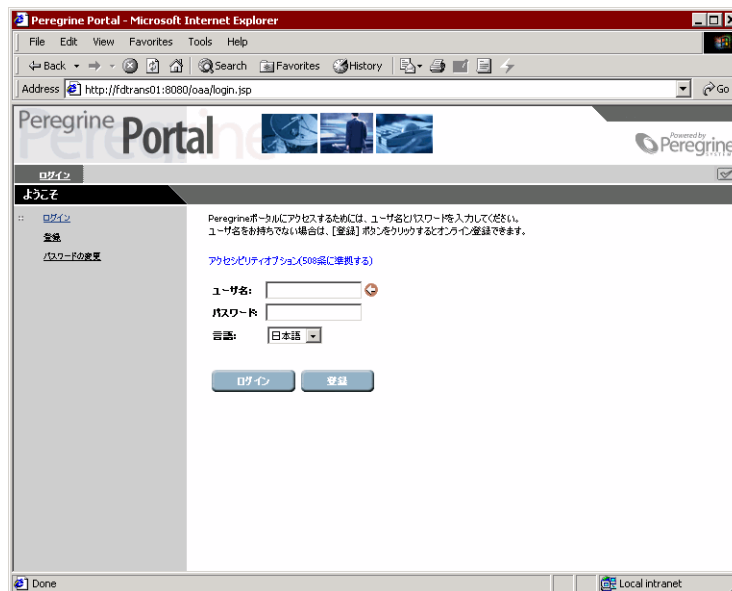 Peregrine Portal - Microsoft Internet Explorer
File Edit View Favorites Tools Help
Back Search Favorites History
Address http://fdtrans01:8080/oaa/login.jsp Go
Peregrine Portal
Powered by
Peregrine
SYSTEMS
ログイン
ようこそ
ログイン
登録
パスワードの変更
Peregrineポータルにアクセスするためには、ユーザ名とパスワードを入力してください。
ユーザ名をお持ちでない場合は、[登録] ボタンをクリックするとオンライン登録できます。
アクセシビリティオプション(508条に準拠する)
ユーザ名:
パスワード:
言語: 日本語
ログイン 登録
Done Local intranet